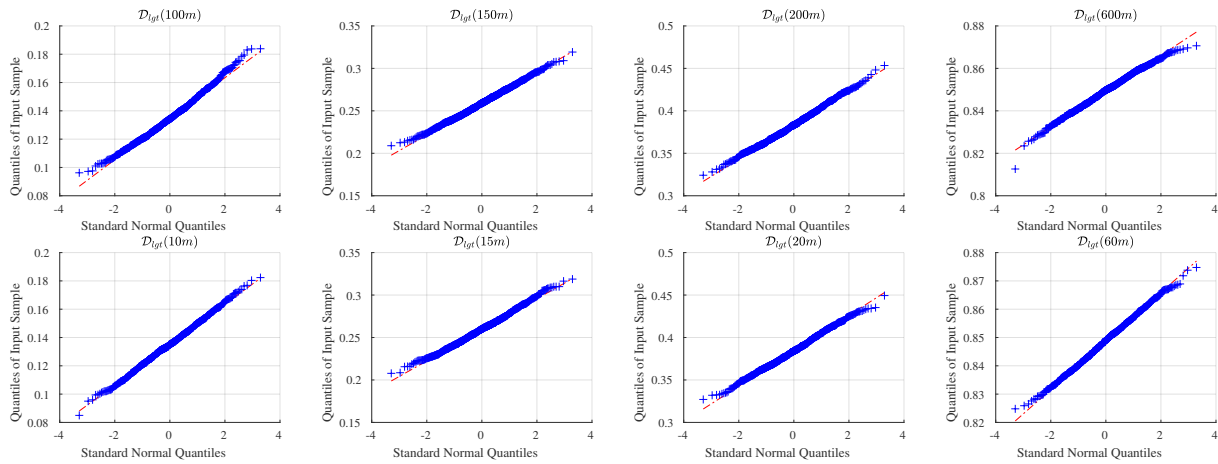 𝒟lgt(100m)
0.2
0.18
0.16
0.14
0.12
0.1
0.08
Quantiles of Input Sample
-4 -2 0 2 4
Standard Normal Quantiles
𝒟lgt(150m)
0.35
0.3
0.25
0.2
0.15
Quantiles of Input Sample
-4 -2 0 2 4
Standard Normal Quantiles
𝒟lgt(200m)
0.5
0.45
0.4
0.35
0.3
Quantiles of Input Sample
-4 -2 0 2 4
Standard Normal Quantiles
𝒟lgt(600m)
0.88
0.86
0.84
0.82
0.8
Quantiles of Input Sample
-4 -2 0 2 4
Standard Normal Quantiles
𝒟lgt(10m)
0.2
0.18
0.16
0.14
0.12
0.1
0.08
Quantiles of Input Sample
-4 -2 0 2 4
Standard Normal Quantiles
𝒟lgt(15m)
0.35
0.3
0.25
0.2
0.15
Quantiles of Input Sample
-4 -2 0 2 4
Standard Normal Quantiles
𝒟lgt(20m)
0.5
0.45
0.4
0.35
0.3
Quantiles of Input Sample
-4 -2 0 2 4
Standard Normal Quantiles
𝒟lgt(60m)
0.88
0.87
0.86
0.85
0.84
0.83
0.82
Quantiles of Input Sample
-4 -2 0 2 4
Standard Normal Quantiles